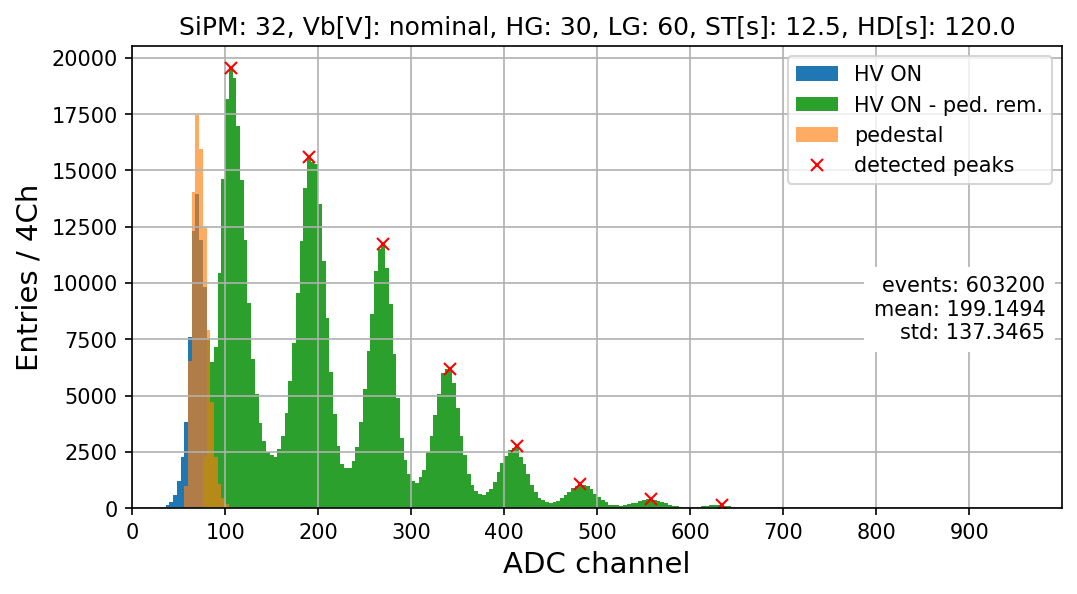 SiPM: 32, Vb[V]: nominal, HG: 30, LG: 60, ST[s]: 12.5, HD[s]: 120.0
Entries / 4Ch
20000
17500
15000
12500
10000
7500
5000
2500
0
HV ON
HV ON - ped. rem.
pedestal
detected peaks
events: 603200
mean: 199.1494
std: 137.3465
0 100 200 300 400 500 600 700 800 900
ADC channel